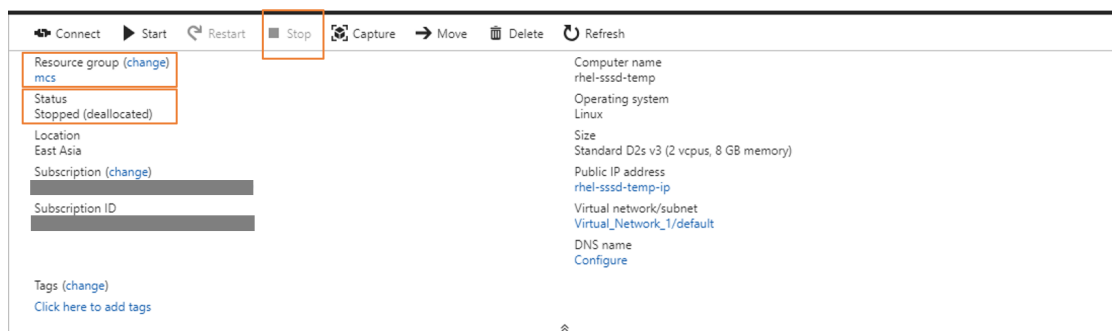 Connect Start Restart Stop Capture Move Delete Refresh
Resource group (change)
mcs
Status
Stopped (deallocated)
Location
East Asia
Subscription (change)
Subscription ID
Tags (change)
Click here to add tags
Computer name
rhel-sssd-temp
Operating system
Linux
Size
Standard D2s v3 (2 vcpus, 8 GB memory)
Public IP address
rhel-sssd-temp-ip
Virtual network/subnet
Virtual_Network_1/default
DNS name
Configure